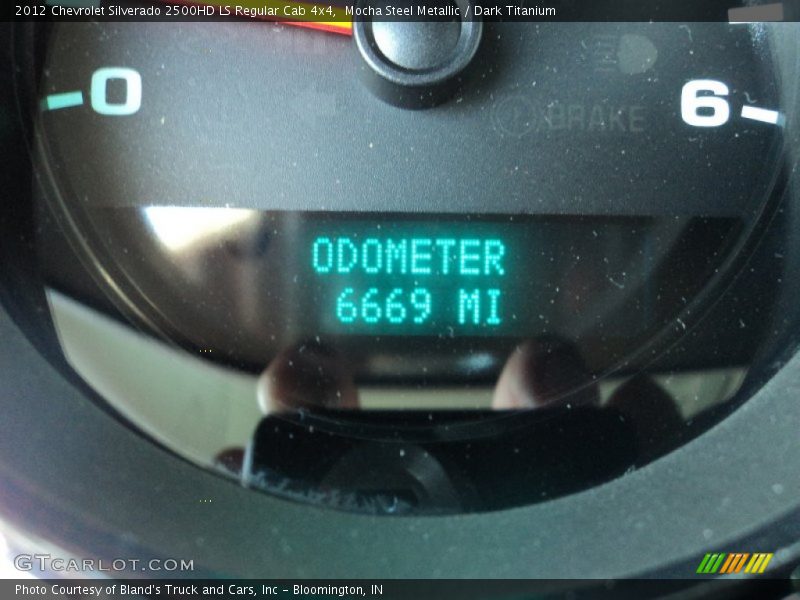 2012 Chevrolet Silverado 2500HD LS Regular Cab 4x4,  Mocha Steel Metallic / Dark Titanium
0 6
BRAKE
ODOMETER
6669 MI
GTCARLOT.COM
Photo Courtesy of Bland's Truck and Cars, Inc - Bloomington, IN